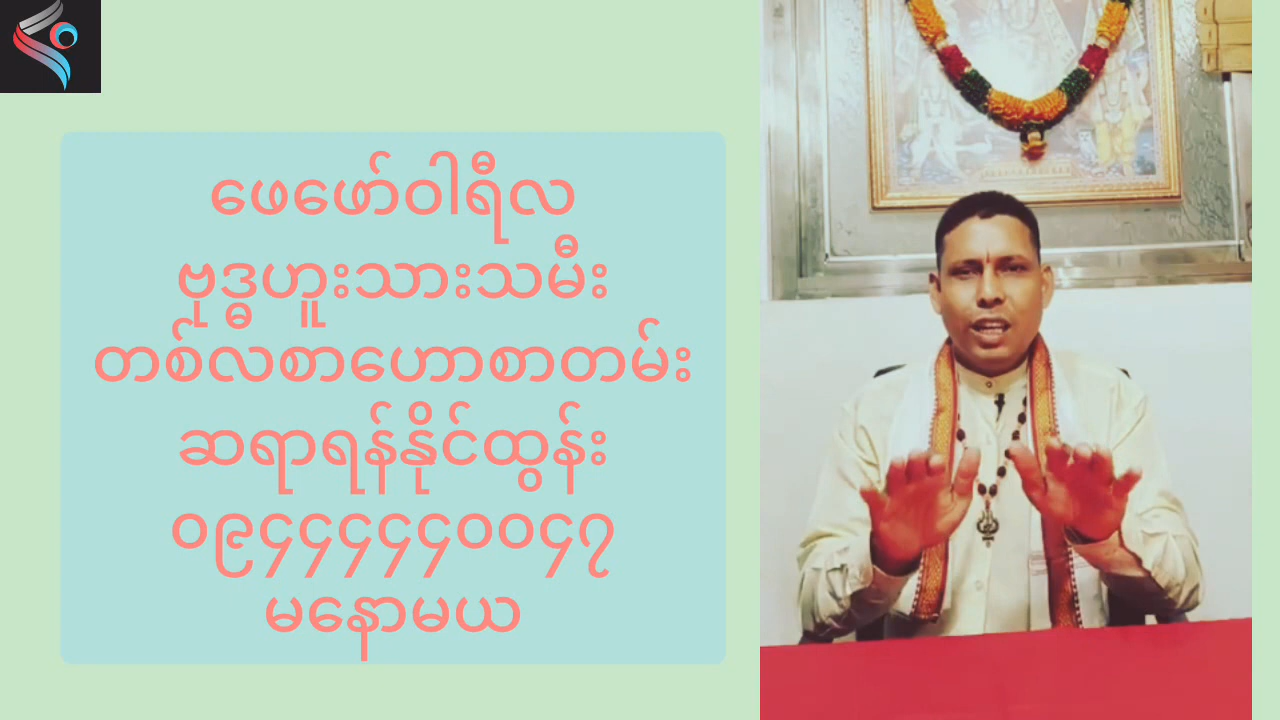 ဖေဖော်ဝါရီလ
ဗုဒ္ဓဟူးသားသမီး
တစ်လစာဟောစာတမ်း
ဆရာရန်နိုင်ထွန်း
၀၉၄၄၄၄၄၀၀၄၇
မနောမယ